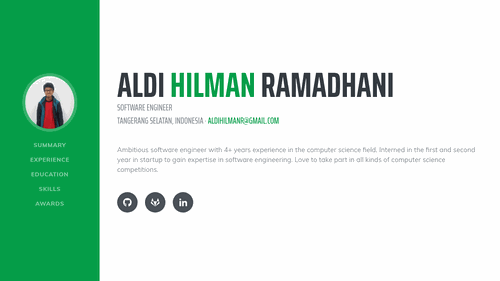 SUMMARY
EXPERIENCE
EDUCATION
SKILLS
AWARDS
ALDI HILMAN RAMADHANI
SOFTWARE ENGINEER
TANGERANG SELATAN, INDONESIA · ALDIHILMANR@GMAIL.COM
Ambitious software engineer with 4+ years experience in the computer science field. Interned in the first and second
year in startup to gain expertise in software engineering. Love to take part in all kinds of computer science
competitions.
in